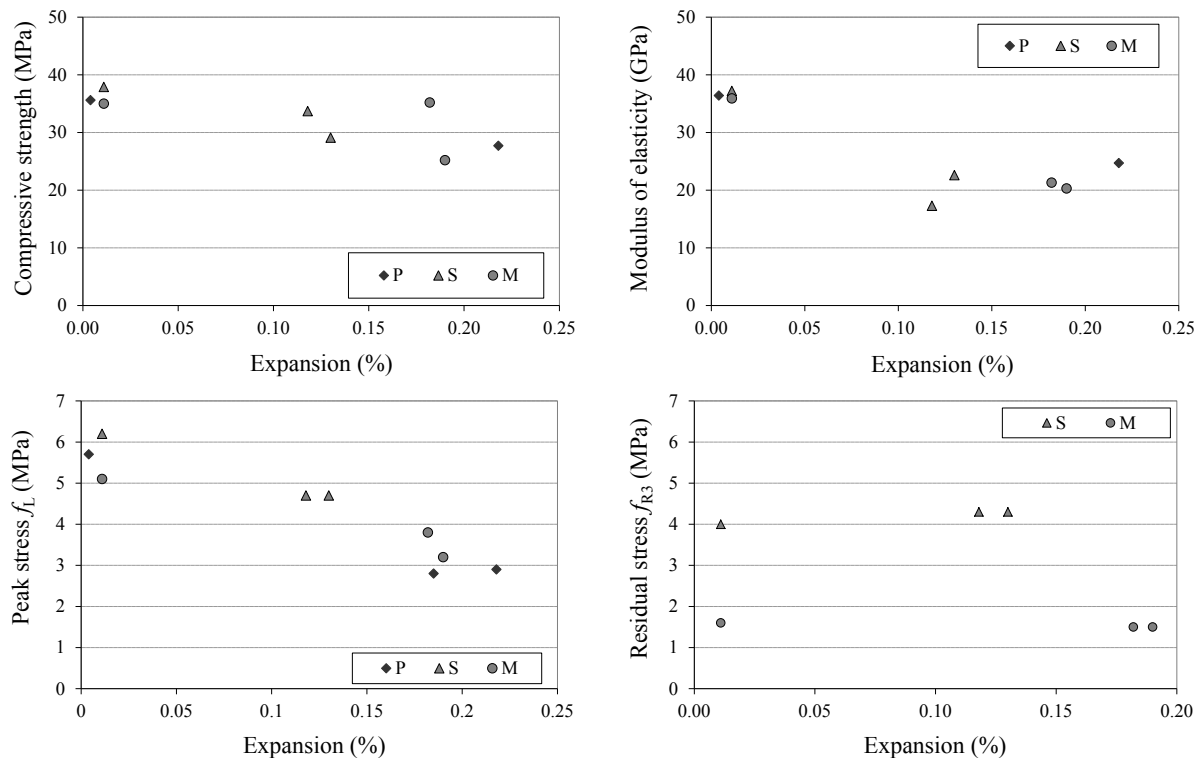 Compressive strength (MPa)
50
40
30
20
10
0
P S M
0.00 0.05 0.10 0.15 0.20 0.25
Expansion (%)
Modulus of elasticity (GPa)
50
40
30
20
10
0
P S M
0.00 0.05 0.10 0.15 0.20 0.25
Expansion (%)
Peak stress fL (MPa)
7
6
5
4
3
2
1
0
P S M
0 0.05 0.1 0.15 0.2 0.25
Expansion (%)
Residual stress fR3 (MPa)
7
6
5
4
3
2
1
0
S M
0.00 0.05 0.10 0.15 0.20
Expansion (%)